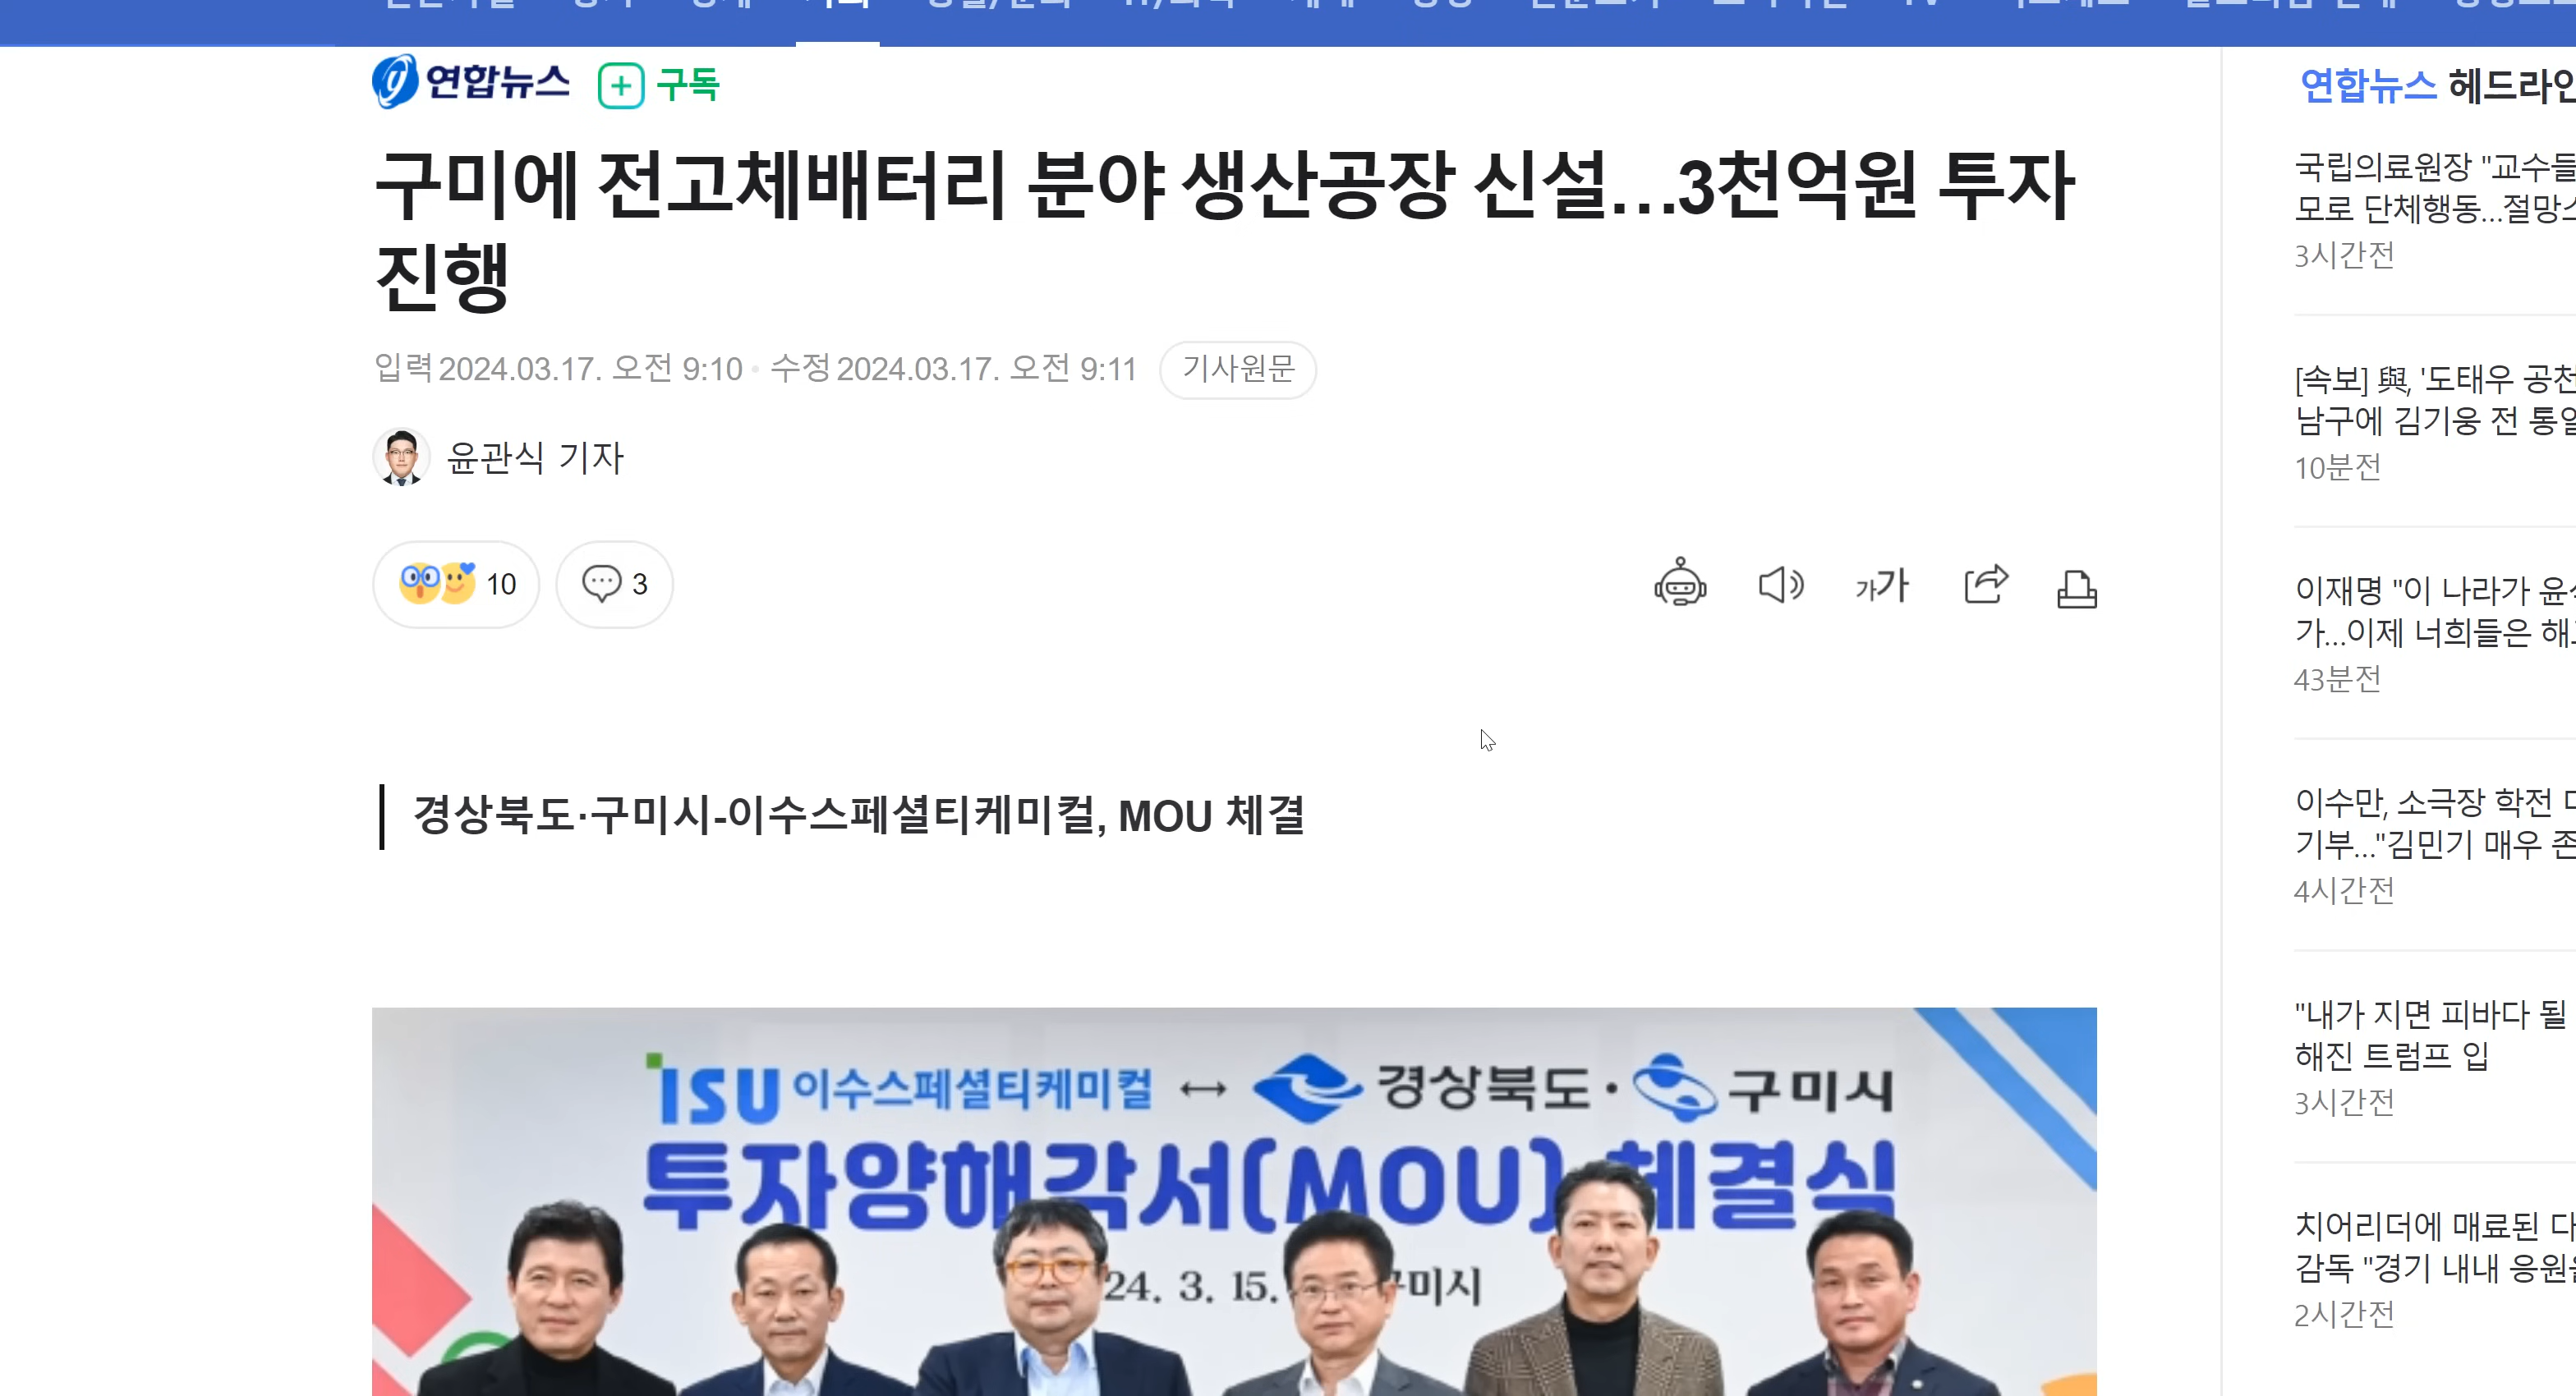 연합뉴스 구독
구미에 전고체배터리 분야 생산공장 신설...3천억원 투자
진행
입력 2024.03.17. 오전 9:10 수정 2024.03.17. 오전 9:11 기사원문
윤관식 기자
10 3
가가
경상북도·구미시-이수스페셜티케미컬, MOU 체결
ISU 이수스페셜티케미컬 ↔ 경상북도·구미시
투자양해각서(MOU) 체결식
24. 3. 15. 구미시
연합뉴스 헤드라인
국립의료원장 "교수들
모로 단체행동...절망
3시간전
[속보] 與, '도태우 공천
남구에 김기웅 전 통일
10분전
이재명 "이 나라가
가...이제 너희들은 해
43분전
이수만, 소극장 학전
기부..."김민기 매우 존
4시간전
"내가 지면 피바다 될
해진 트럼프 입
3시간전
치어리더에 매료된
감독 "경기 내내 응원
2시간전